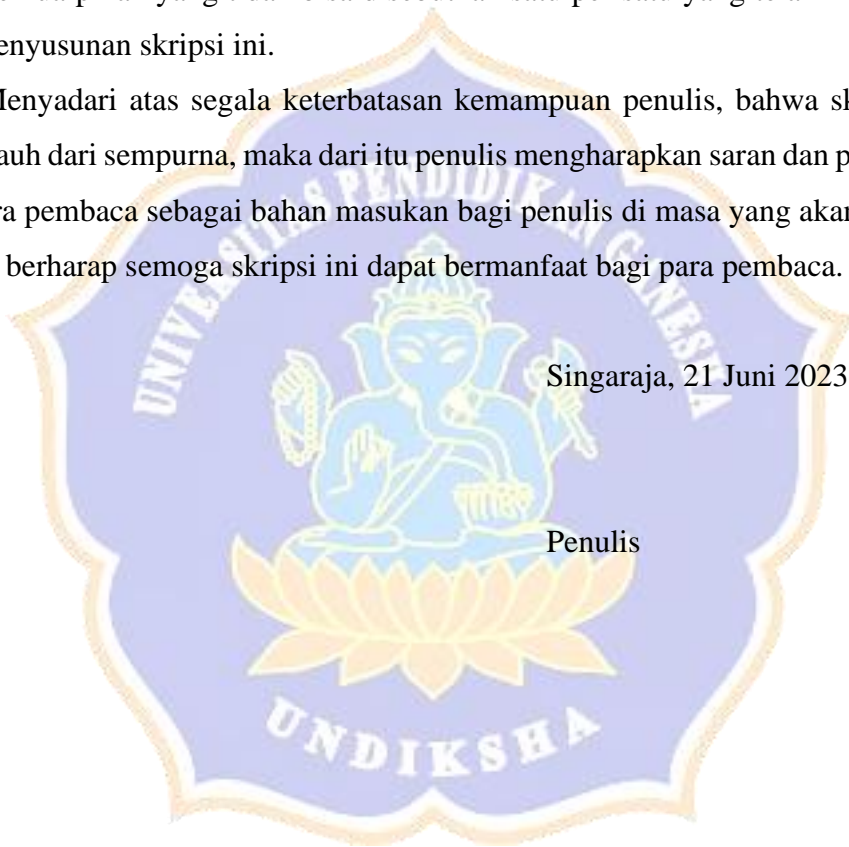 penyusunan skripsi ini.
Menyadari atas segala keterbatasan kemampuan penulis, bahwa
jauh dari sempurna, maka dari itu penulis mengharapkan saran dan
pembaca sebagai bahan masukan bagi penulis di masa yang akan
berharap semoga skripsi ini dapat bermanfaat bagi para pembaca.
UNIVERSITAS PENDIDIKAN GANESHA
Singaraja, 21 Juni 2023
Penulis
UNDIKSHA